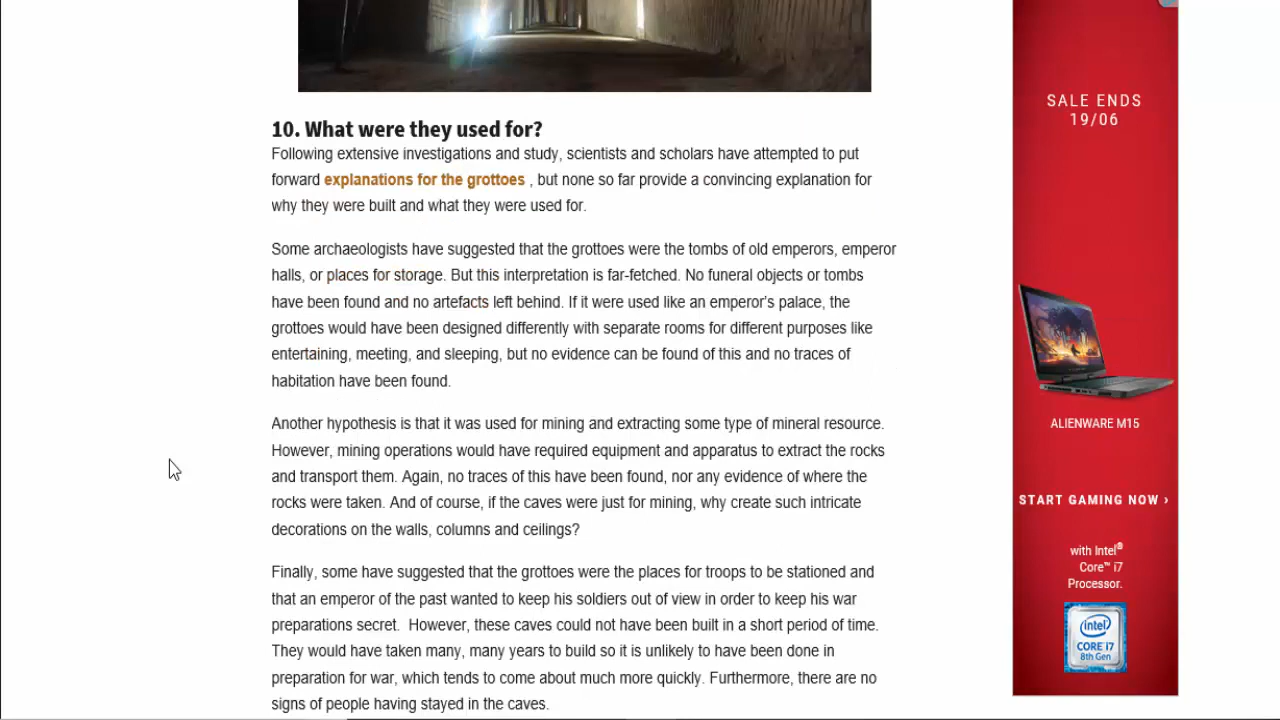 10. What were they used for?
Following extensive investigations and study, scientists and scholars have attempted to put
forward explanations for the grottoes , but none so far provide a convincing explanation for
why they were built and what they were used for.
Some archaeologists have suggested that the grottoes were the tombs of old emperors, emperor
halls, or places for storage. But this interpretation is far-fetched. No funeral objects or tombs
have been found and no artefacts left behind. If it were used like an emperor's palace, the
grottoes would have been designed differently with separate rooms for different purposes like
entertaining, meeting, and sleeping, but no evidence can be found of this and no traces of
habitation have been found.
Another hypothesis is that it was used for mining and extracting some type of mineral resource.
However, mining operations would have required equipment and apparatus to extract the rocks
and transport them. Again, no traces of this have been found, nor any evidence of where the
rocks were taken. And of course, if the caves were just for mining, why create such intricate
decorations on the walls, columns and ceilings?
Finally, some have suggested that the grottoes were the places for troops to be stationed and
that an emperor of the past wanted to keep his soldiers out of view in order to keep his war
preparations secret.  However, these caves could not have been built in a short period of time.
They would have taken many, many years to build so it is unlikely to have been done in
preparation for war, which tends to come about much more quickly. Furthermore, there are no
signs of people having stayed in the caves.
SALE ENDS
19/06
ALIENWARE M15
START GAMING NOW ›
with Intel®
Core™ i7
Processor.
intel®
CORE i7
8th Gen